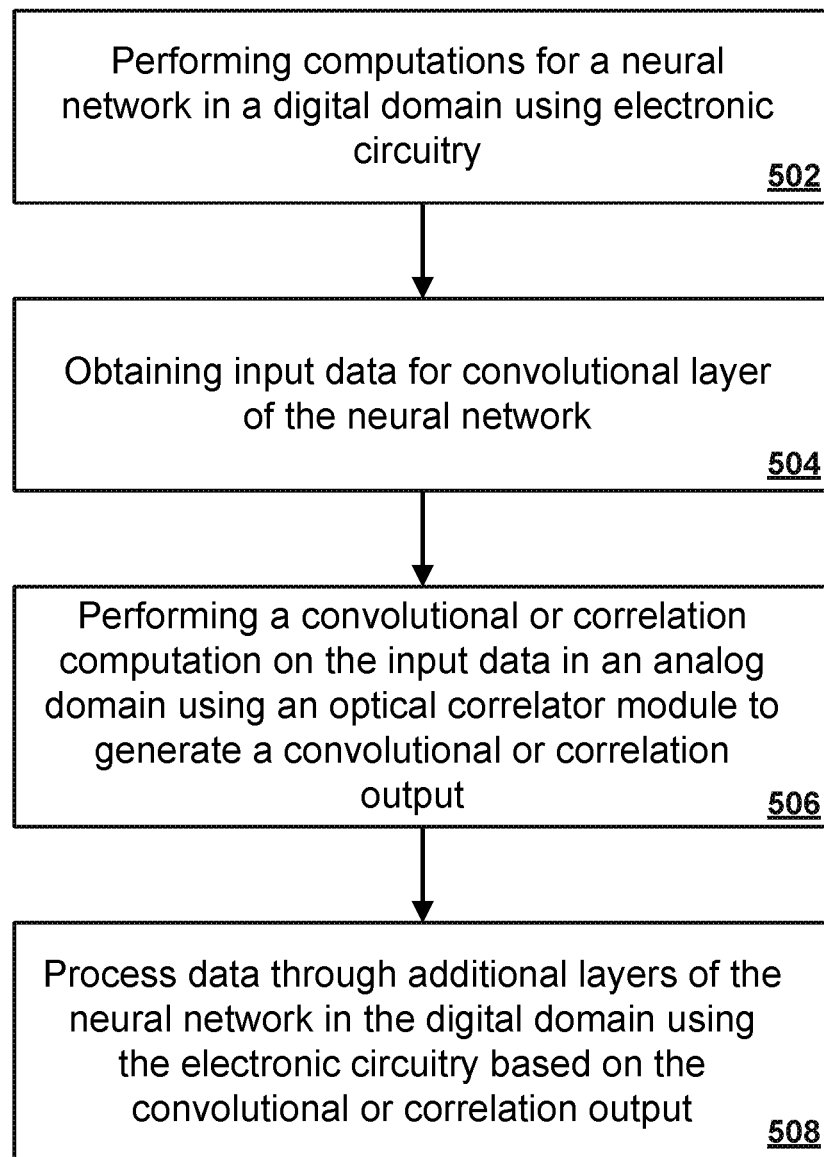 Performing computations for a neural
network in a digital domain using electronic
circuitry
502
Obtaining input data for convolutional layer
of the neural network
504
Performing a convolutional or correlation
computation on the input data in an analog
domain using an optical correlator module to
generate a convolutional or correlation
output
506
Process data through additional layers of the
neural network in the digital domain using
the electronic circuitry based on the
convolutional or correlation output
508